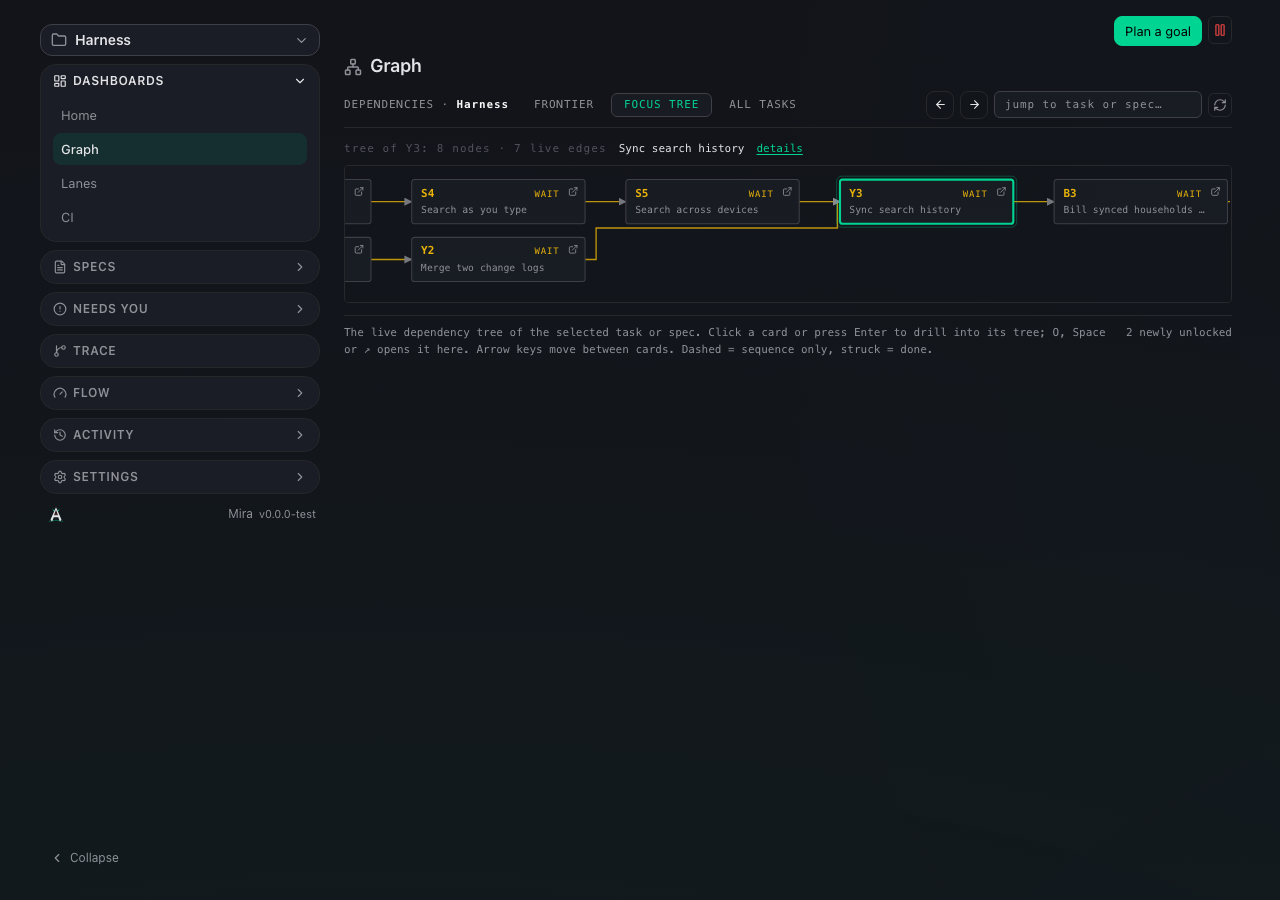 Harness
Plan a goal
DASHBOARDS
Home
Graph
Lanes
CI
SPECS
NEEDS YOU
TRACE
FLOW
ACTIVITY
SETTINGS
Mira v0.0.0-test
Collapse
Graph
DEPENDENCIES · Harness
FRONTIER
FOCUS TREE
ALL TASKS
jump to task or spec…
tree of Y3: 8 nodes · 7 live edges Sync search history details
S4 WAIT
Search as you type
S5 WAIT
Search across devices
Y3 WAIT
Sync search history
B3 WAIT
Bill synced households …
Y2 WAIT
Merge two change logs
The live dependency tree of the selected task or spec. Click a card or press Enter to drill into its tree; O, Space
or ↗ opens it here. Arrow keys move between cards. Dashed = sequence only, struck = done.
2 newly unlocked